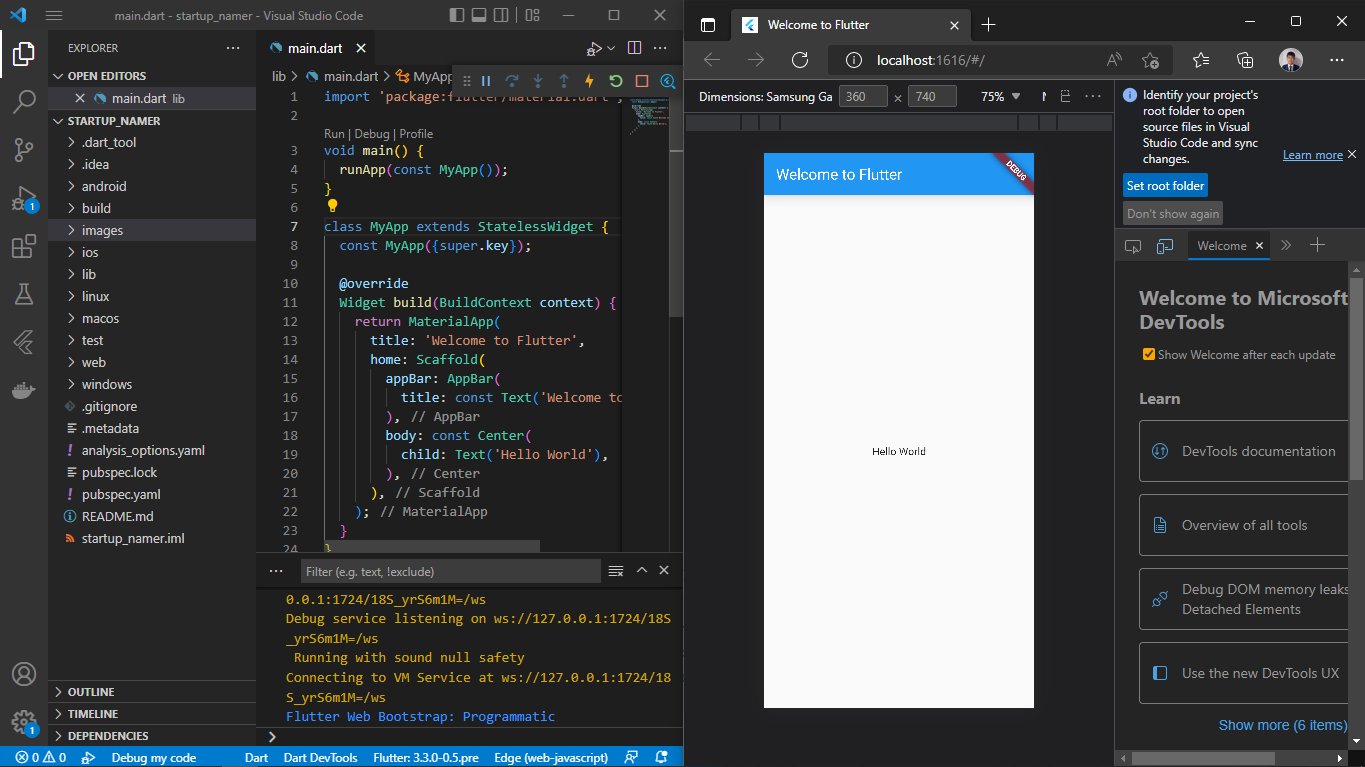 main.dart - startup_namer - Visual Studio Code
EXPLORER
OPEN EDITORS
main.dart lib
STARTUP_NAMER
.dart_tool
.idea
android
build
images
ios
lib
linux
macos
test
web
windows
.gitignore
.metadata
analysis_options.yaml
pubspec.lock
pubspec.yaml
README.md
startup_namer.iml
OUTLINE
TIMELINE
DEPENDENCIES
1
1
main.dart
lib > main.dart > MyApp
1 import 'package:flutter/material.dart';
2
Run | Debug | Profile
3 void main() {
4 runApp(const MyApp());
5 }
6
7 class MyApp extends StatelessWidget {
8 const MyApp({super.key});
9
10 @override
11 Widget build(BuildContext context) {
12 return MaterialApp(
13 title: 'Welcome to Flutter',
14 home: Scaffold(
15 appBar: AppBar(
16 title: const Text('Welcome to
17 ), // AppBar
18 body: const Center(
19 child: Text('Hello World'),
20 ), // Center
21 ), // Scaffold
22 ); // MaterialApp
23 }
24 }
Filter (e.g. text, !exclude)
0.0.1:1724/18S_yrS6m1M=/ws
Debug service listening on ws://127.0.0.1:1724/18S
_yrS6m1M=/ws
Running with sound null safety
Connecting to VM Service at ws://127.0.0.1:1724/18
S_yrS6m1M=/ws
Flutter Web Bootstrap: Programmatic
0 0 Debug my code Dart Dart DevTools Flutter: 3.3.0-0.5.pre Edge (web-javascript)
Welcome to Flutter
localhost:1616/#/
Dimensions: Samsung Ga 360 × 740 75%
Welcome to Flutter
DEBUG
Hello World
Identify your project's
root folder to open
source files in Visual
Studio Code and sync
changes.
Learn more
Set root folder
Don't show again
Welcome
Welcome to Microsoft
DevTools
Show Welcome after each update
Learn
DevTools documentation
Overview of all tools
Debug DOM memory leaks
Detached Elements
Use the new DevTools UX
Show more (6 items)